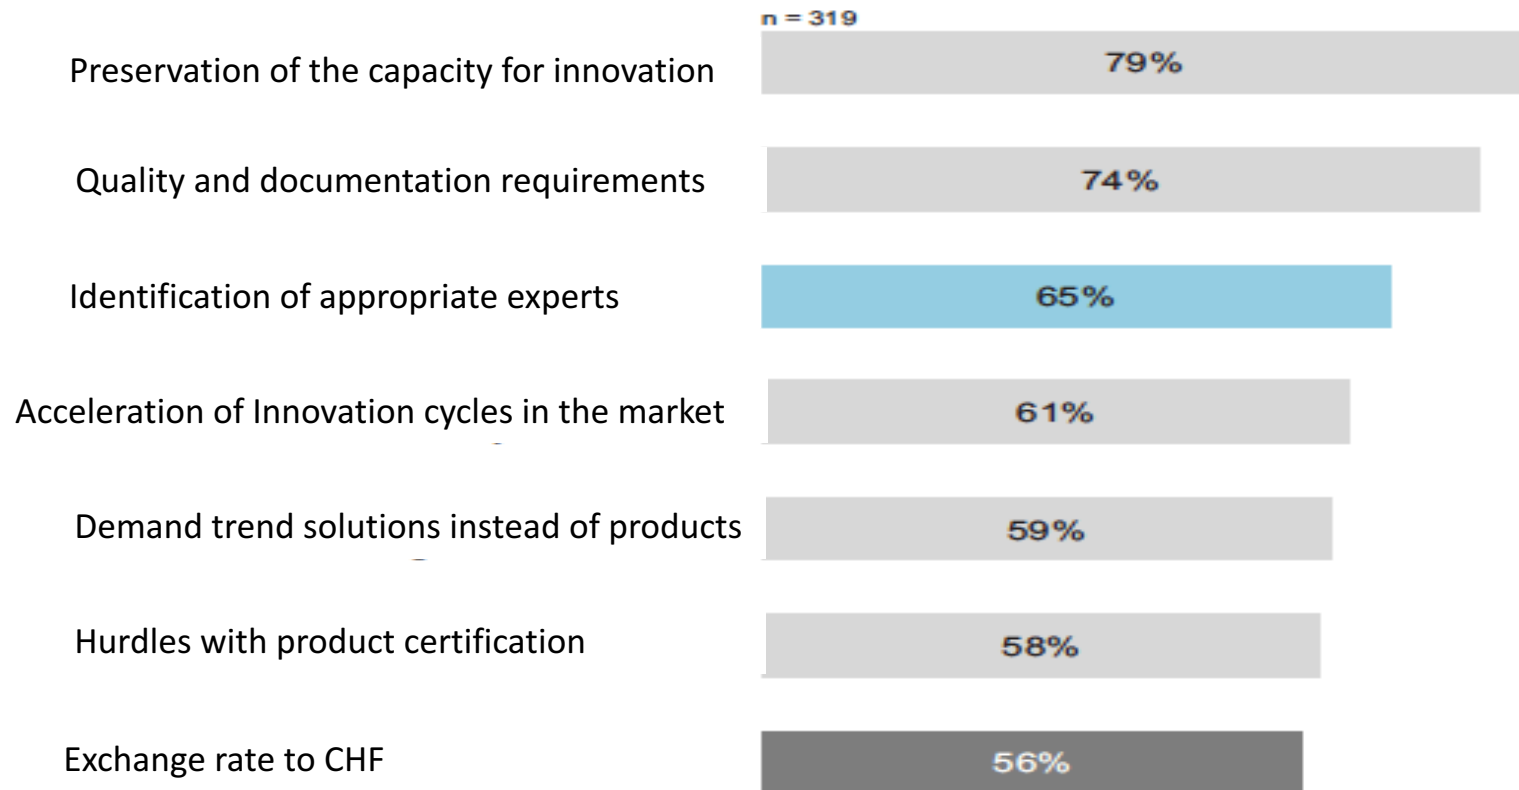 n = 319
Preservation of the capacity for innovation 79%
Quality and documentation requirements 74%
Identification of appropriate experts 65%
Acceleration of Innovation cycles in the market 61%
Demand trend solutions instead of products 59%
Hurdles with product certification 58%
Exchange rate to CHF 56%